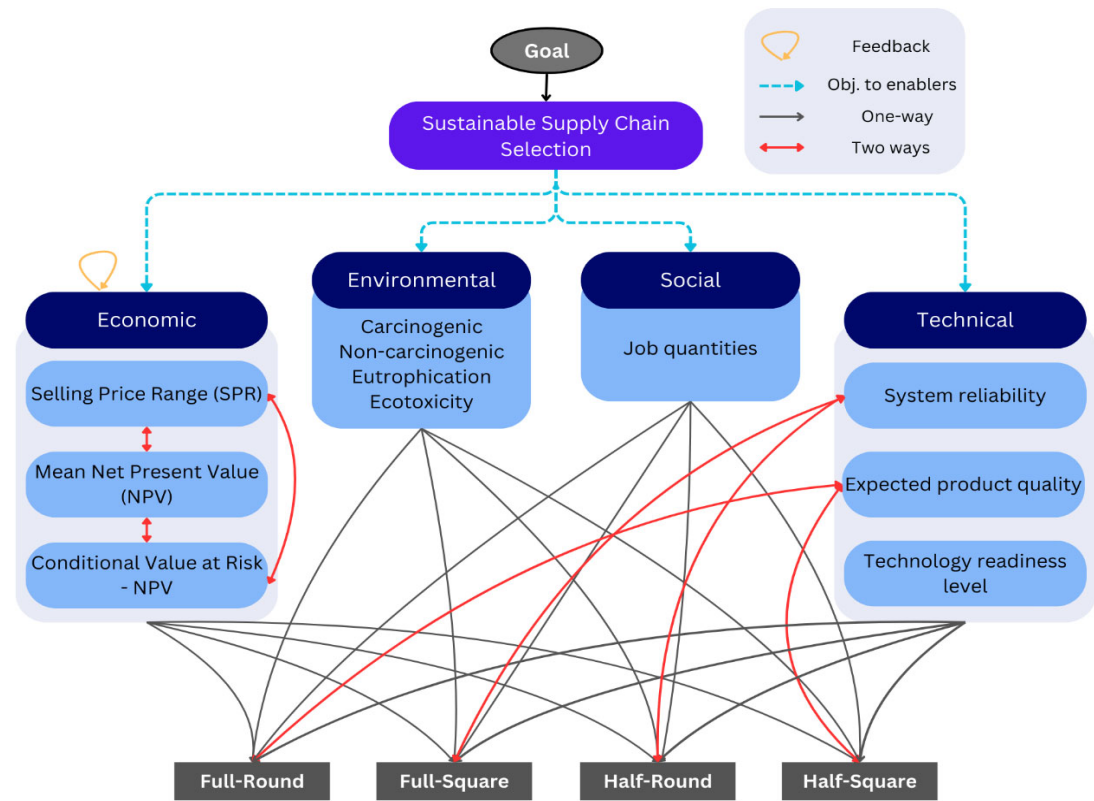 Goal
Feedback
Obj. to enablers
One-way
Two ways
Sustainable Supply Chain
Selection
Economic
Selling Price Range (SPR)
Mean Net Present Value
(NPV)
Conditional Value at Risk
- NPV
Environmental
Carcinogenic
Non-carcinogenic
Eutrophication
Ecotoxicity
Social
Job quantities
Technical
System reliability
Expected product quality
Technology readiness
level
Full-Round
Full-Square
Half-Round
Half-Square